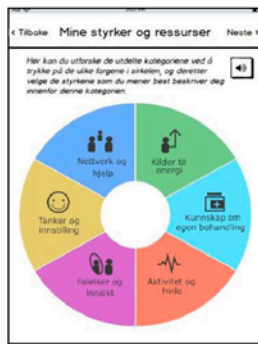 < Tilbake Mine styrker og ressurser Neste >
Her kan du utforske de utdelte kategoriene ved å
trykke på de ulike fargene i sirkelen, og deretter
velge de styrkene som du mener best beskriver deg
innenfor denne kategorien.
Nettverk og
hjelp
Kilder til
energi
Tanker og
innstilling
Kunnskap om
egen behandling
Følelser og
innsikt
Aktivitet og
hvile